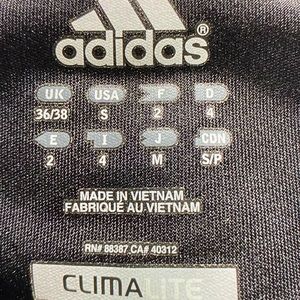 adidas®
UK USA F D
36/38 S 2 4
E I J CDN
2 4 M S/P
MADE IN VIETNAM
FABRIQUÉ AU VIETNAM
RN# 88387 CA# 40312
CLIMALITE